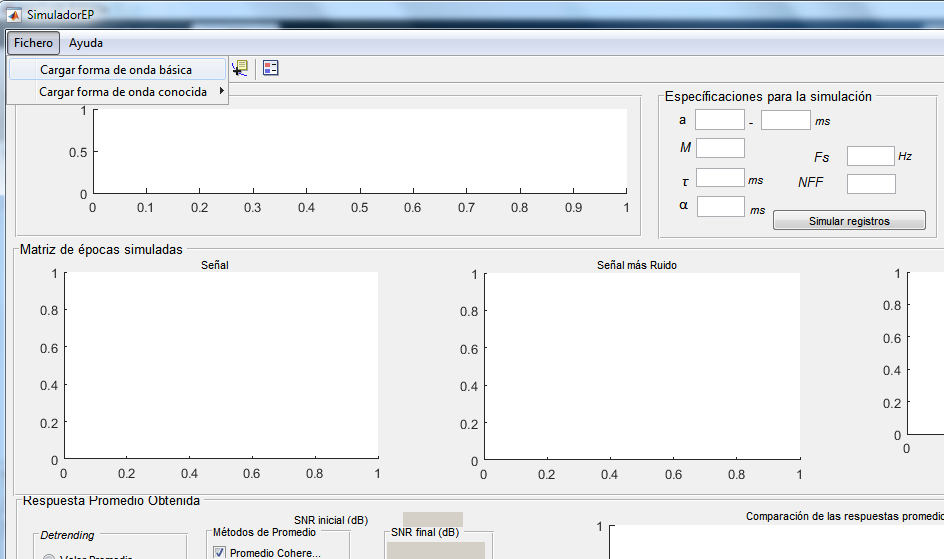 SimuladorEP
Fichero Ayuda
Cargar forma de onda básica
Cargar forma de onda conocida
1
0.5
0
0 0.1 0.2 0.3 0.4 0.5 0.6 0.7 0.8 0.9 1
Específicaciones para la simulación
a - ms
M
Fs Hz
τ ms
NFF
α ms
Simular registros
Matriz de épocas simuladas
Señal
1
0.8
0.6
0.4
0.2
0
0 0.2 0.4 0.6 0.8 1
Señal más Ruido
1
0.8
0.6
0.4
0.2
0
0 0.2 0.4 0.6 0.8 1
1
0.8
0.6
0.4
0.2
0
0
Respuesta Promedio Obtenida
SNR inicial (dB)
Detrending
Valor Promedio
Métodos de Promedio
Promedio Cohere...
SNR final (dB)
Comparación de las respuestas promedio
1